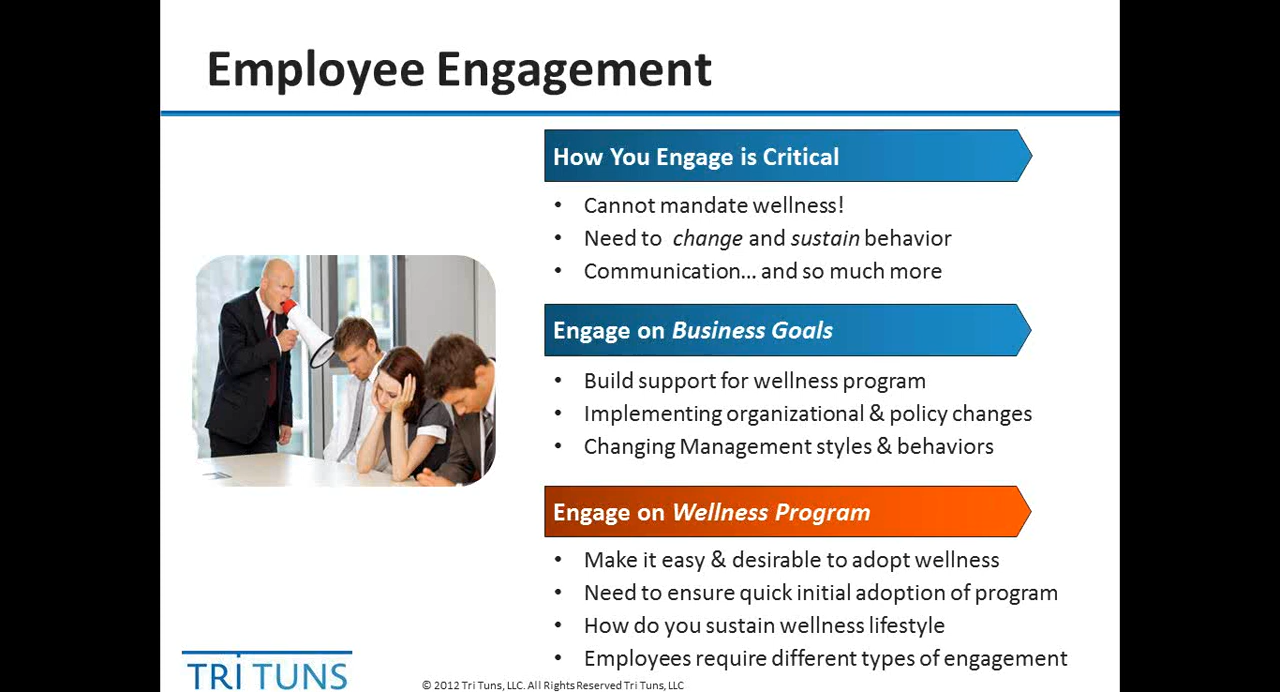 Employee Engagement
How You Engage is Critical
• Cannot mandate wellness!
• Need to change and sustain behavior
• Communication... and so much more
Engage on Business Goals
• Build support for wellness program
• Implementing organizational & policy changes
• Changing Management styles & behaviors
Engage on Wellness Program
• Make it easy & desirable to adopt wellness
• Need to ensure quick initial adoption of program
• How do you sustain wellness lifestyle
• Employees require different types of engagement
TRi TUNS
© 2012 Tri Tuns, LLC. All Rights Reserved Tri Tuns, LLC